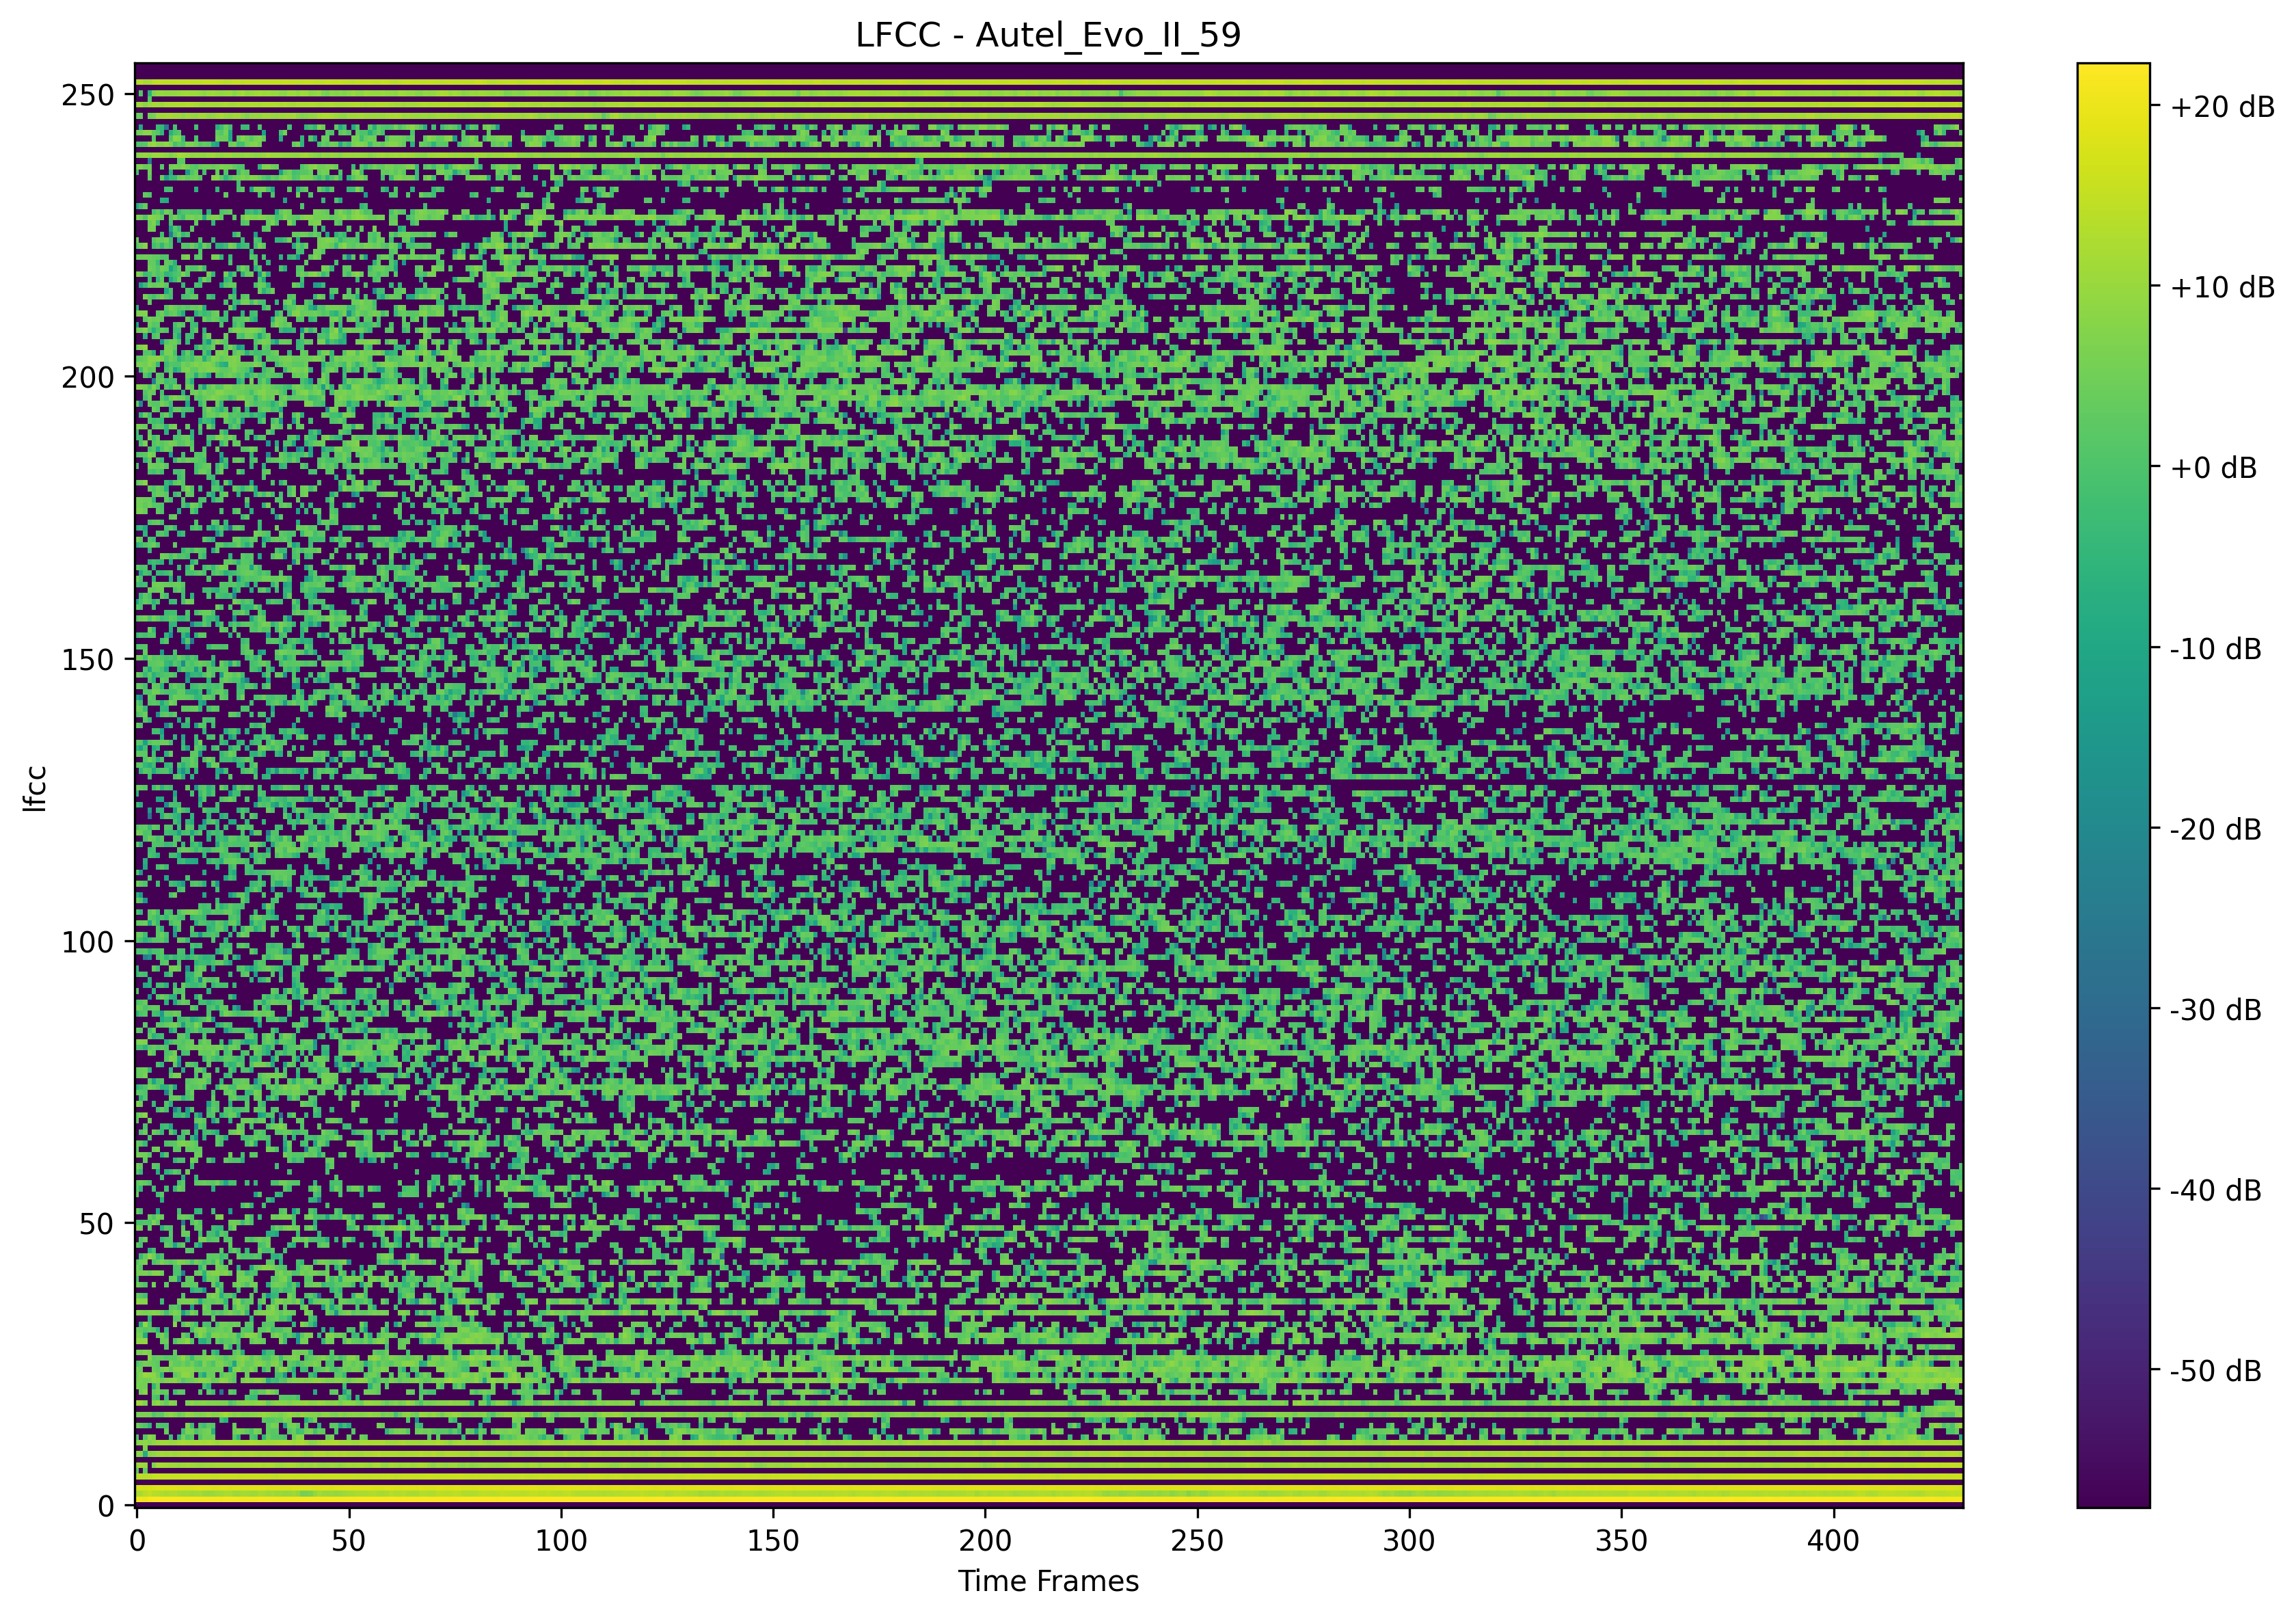 LFCC - Autel_Evo_II_59
250
200
150
100
50
0
lfcc
0 50 100 150 200 250 300 350 400
Time Frames
+20 dB
+10 dB
+0 dB
-10 dB
-20 dB
-30 dB
-40 dB
-50 dB